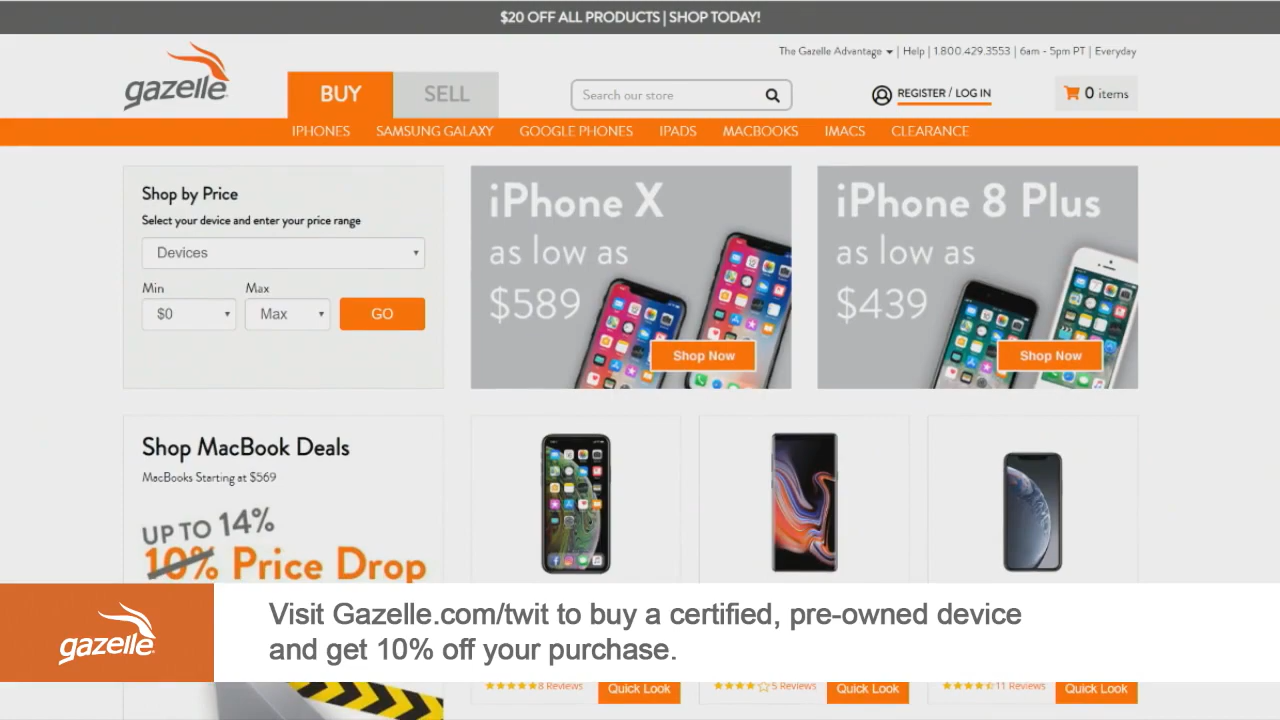 $20 OFF ALL PRODUCTS | SHOP TODAY!
The Gazelle Advantage | Help | 1.800.429.3553 | 6am - 5pm PT | Everyday
gazelle
BUY
SELL
Search our store
REGISTER / LOG IN
0 items
IPHONES
SAMSUNG GALAXY
GOOGLE PHONES
IPADS
MACBOOKS
IMACS
CLEARANCE
Shop by Price
Select your device and enter your price range
Devices
Min
Max
$0
Max
GO
iPhone X
as low as
$589
Shop Now
iPhone 8 Plus
as low as
$439
Shop Now
Shop MacBook Deals
MacBooks Starting at $569
UP TO 14%
10% Price Drop
gazelle
Visit Gazelle.com/twit to buy a certified, pre-owned device
and get 10% off your purchase.
8 Reviews
Quick Look
5 Reviews
Quick Look
11 Reviews
Quick Look